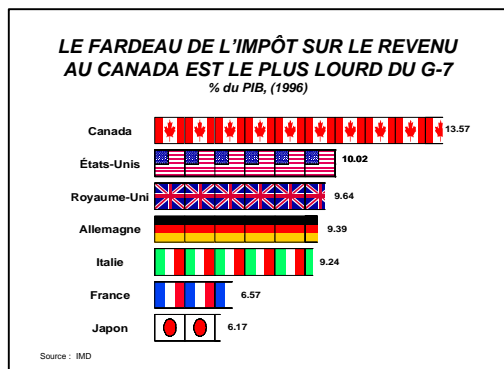 LE FARDEAU DE L'IMPÔT SUR LE REVENU
AU CANADA EST LE PLUS LOURD DU G-7
% du PIB, (1996)
Canada 13.57
États-Unis 10.02
Royaume-Uni 9.64
Allemagne 9.39
Italie 9.24
France 6.57
Japon 6.17
Source : IMD